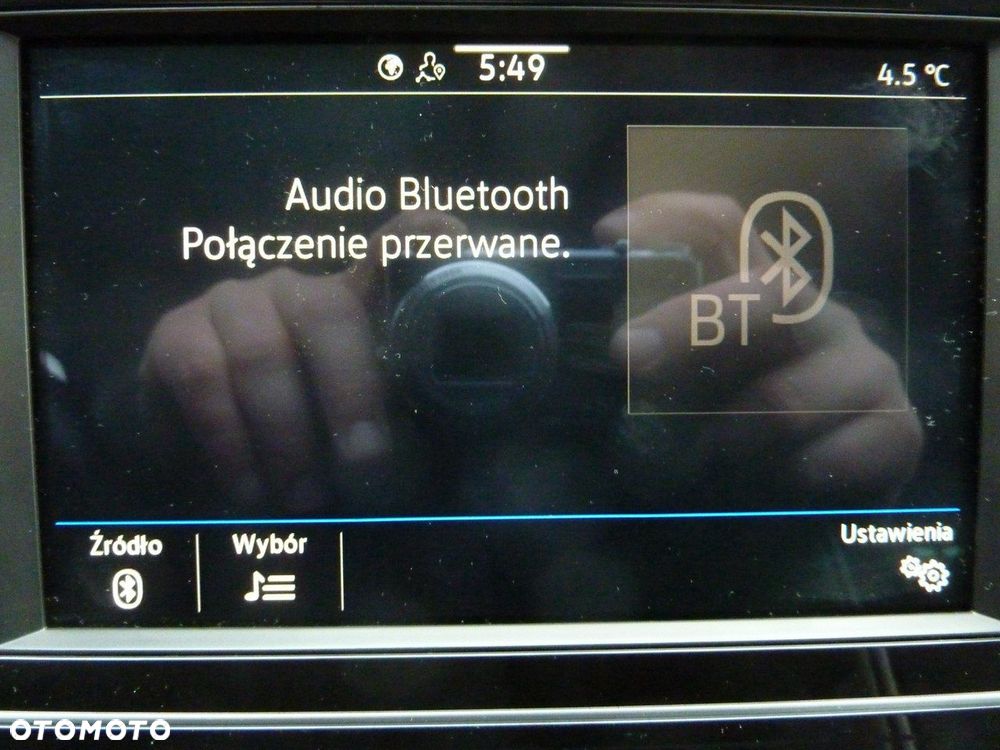 5:49
4.5 °C
Audio Bluetooth
Połączenie przerwane.
BT
Źródło
Wybór
Ustawienia
OTOMOTO